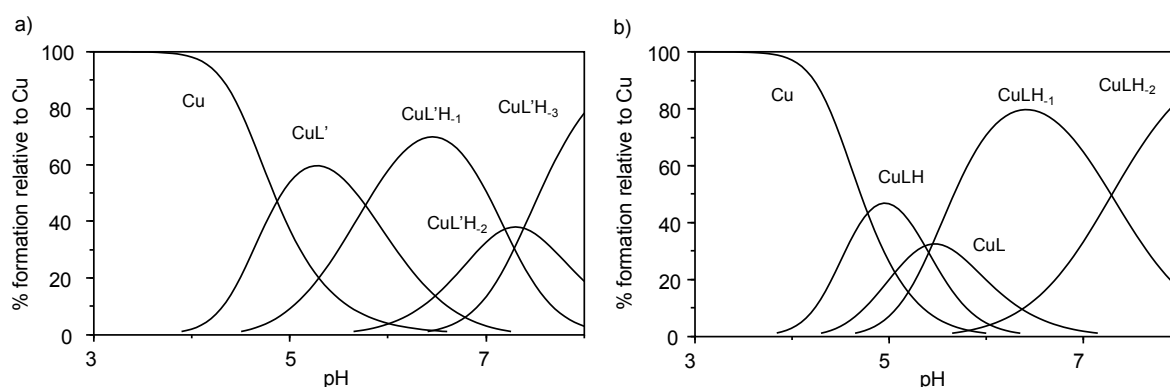 a)
% formation relative to Cu
100
80
60
40
20
0
Cu
CuL’
CuL’H-1
CuL’H-2
CuL’H-3
3
5
7
pH
b)
% formation relative to Cu
100
80
60
40
20
0
Cu
CuLH
CuL
CuLH-1
CuLH-2
3
5
7
pH